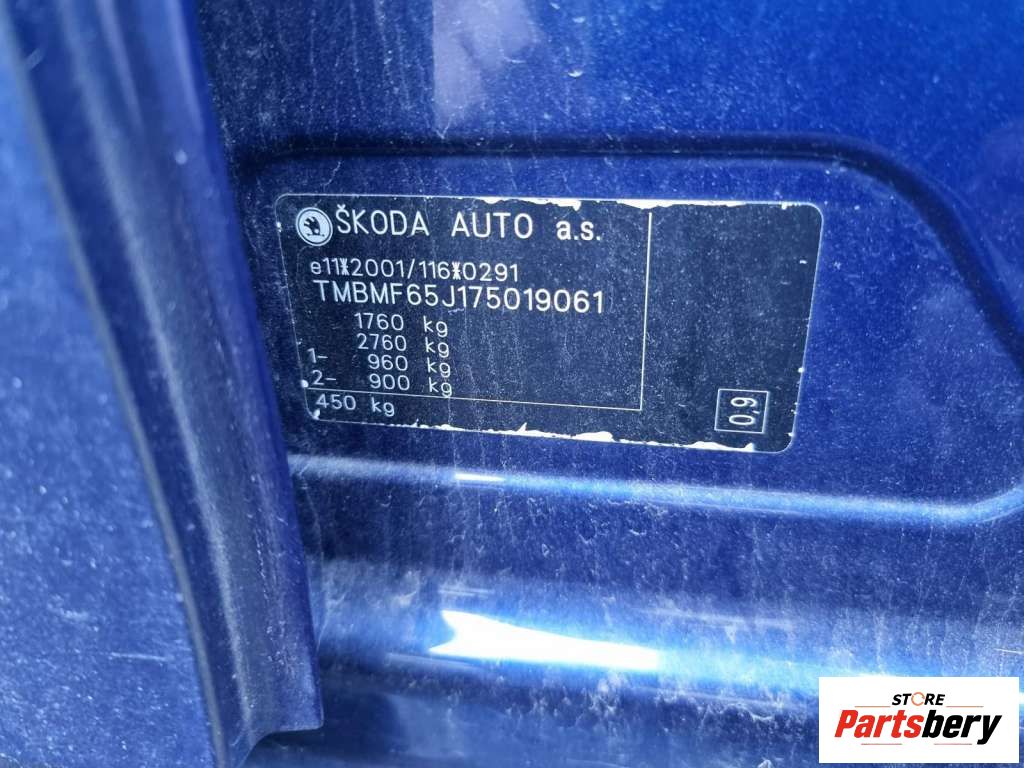 ŠKODA AUTO a.s.
e11*2001/116*0291
TMBMF65J175019061
1760 kg
2760 kg
1- 960 kg
2- 900 kg
450 kg
0,9
STORE
Partsbery